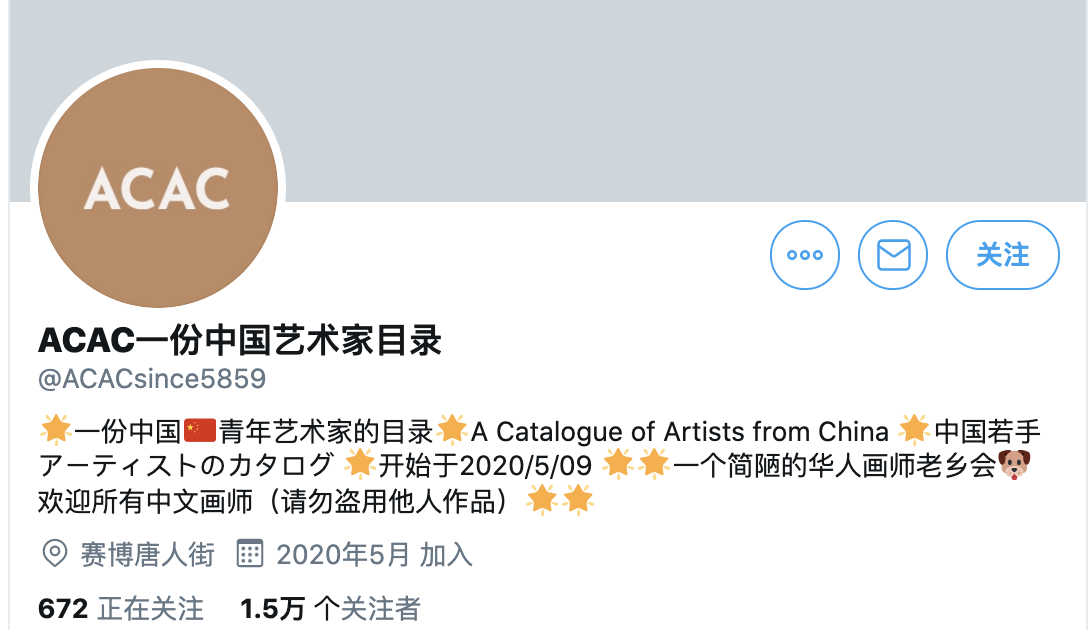 ACAC
关注
ACAC一份中国艺术家目录
@ACACsince5859
🌟一份中国🇨🇳青年艺术家的目录🌟A Catalogue of Artists from China 🌟中国若手
アーティストのカタログ 🌟开始于2020/5/09 🌟🌟一个简陋的华人画师老乡会🐶
欢迎所有中文画师（请勿盗用他人作品）🌟🌟
赛博唐人街 2020年5月 加入
672 正在关注 1.5万 个关注者